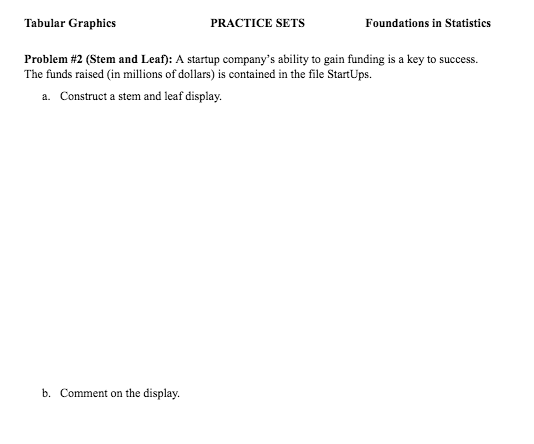 Tabular Graphics PRACTICE SETS Foundations in Statistics
Problem #2 (Stem and Leaf): A startup company's ability to gain funding is a key to success.
The funds raised (in millions of dollars) is contained in the file StartUps.
a. Construct a stem and leaf display.
b. Comment on the display.